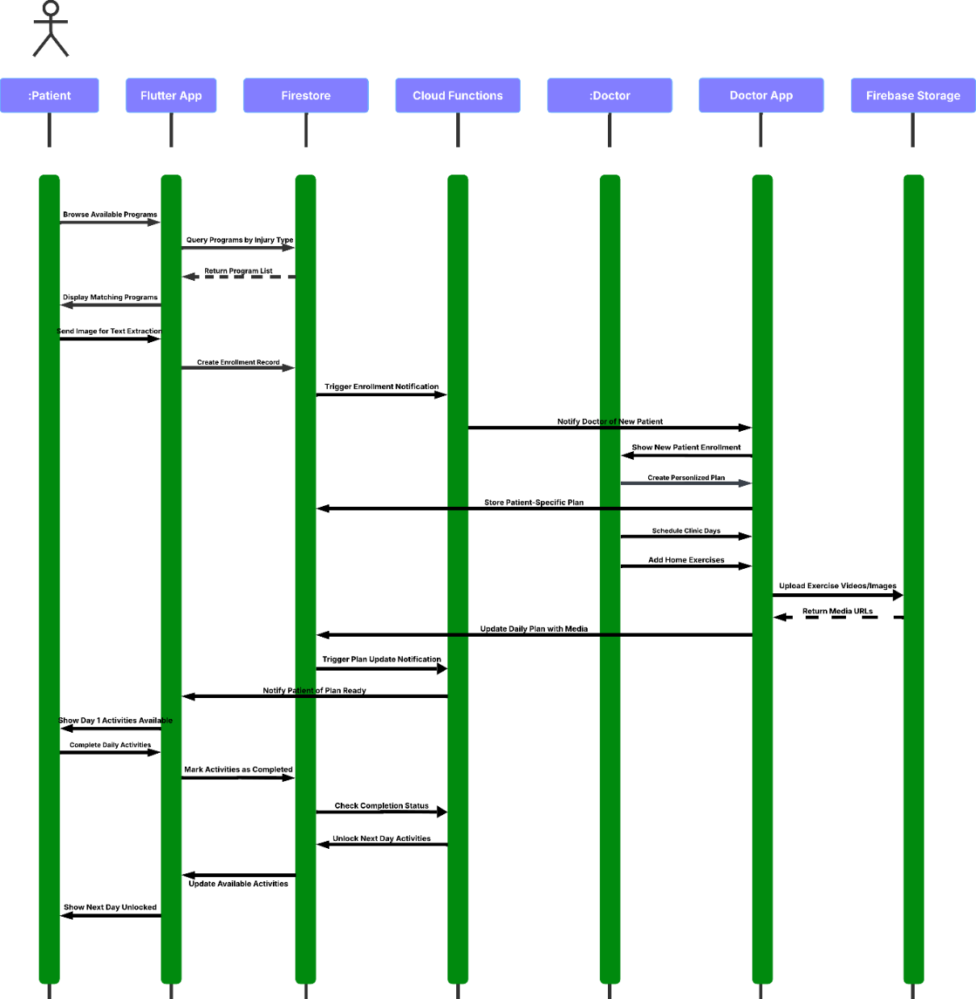 :Patient
Flutter App
Firestore
Cloud Functions
:Doctor
Doctor App
Firebase Storage
Browse Available Programs
Query Programs by Injury Type
Return Program List
Display Matching Programs
Send Image for Text Extraction
Create Enrollment Record
Trigger Enrollment Notification
Notify Doctor of New Patient
Show New Patient Enrollment
Create Personlized Plan
Store Patient-Specific Plan
Schedule Clinic Days
Add Home Exercises
Upload Exercise Videos/Images
Return Media URLs
Update Daily Plan with Media
Trigger Plan Update Notification
Notify Patient of Plan Ready
Show Day 1 Activities Available
Complete Daily Activities
Mark Activities as Completed
Check Completion Status
Unlock Next Day Activities
Update Available Activities
Show Next Day Unlocked